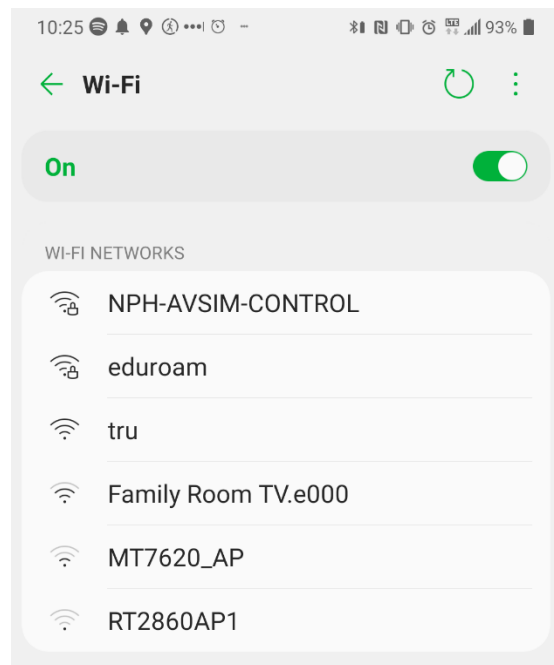 10:25 93%
Wi-Fi
On
WI-FI NETWORKS
NPH-AVSIM-CONTROL
eduroam
tru
Family Room TV.e000
MT7620_AP
RT2860AP1